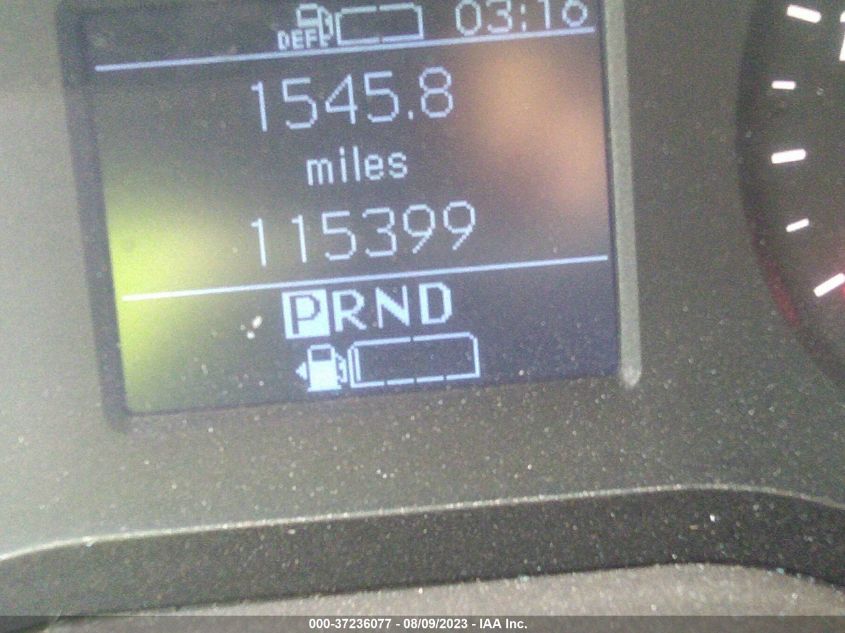 DEF 03:16
1545.8
miles
115399
PRND
000-37236077 - 08/09/2023 - IAA Inc.